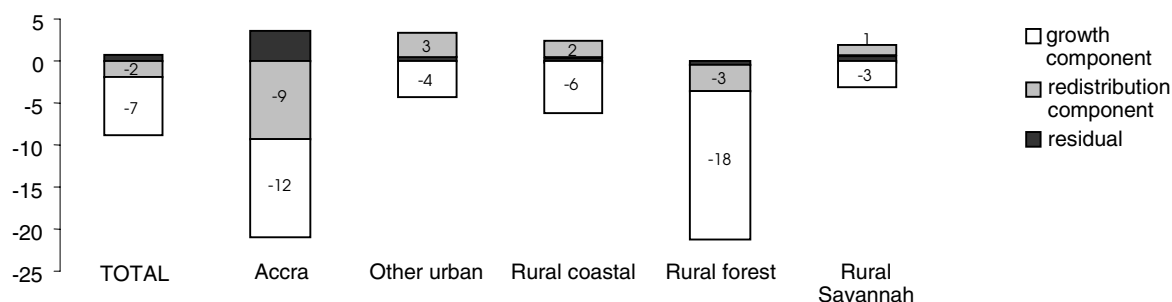 5
0
-5
-10
-15
-20
-25
-2
-7
-9
-12
3
-4
2
-6
-3
-18
1
-3
TOTAL
Accra
Other urban
Rural coastal
Rural forest
Rural
Savannah
growth
component
redistribution
component
residual